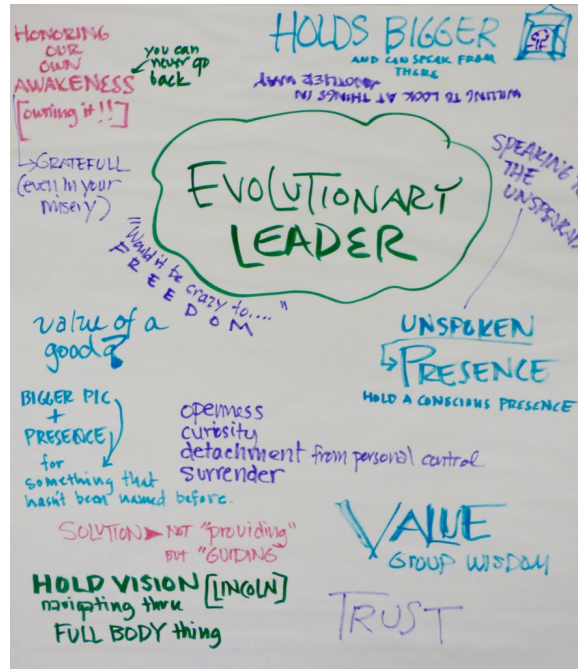 HONORING
OUR
OWN
AWAKENESS
[owning it!!]
you can
never go
back
GRATEFULL
(even in your
misery)
HOLDS BIGGER
AND CAN SPEAK FROM
THERE
WILLING TO LOOK AT THINGS IN
ANOTHER WAY
SPEAKING
THE
EVOLUTIONARY
LEADER
"Would it be crazy to...."
FREEDOM
value of a
good?
UNSPOKEN
PRESENCE
HOLD A CONSCIOUS PRESENCE
BIGGER PIC
+
PRESENCE
for
something that
hasn't been named before.
openness
curiosity
detachment from personal control
surrender
SOLUTION NOT "providing"
BUT "GUIDING"
VALUE
GROUP WISDOM
HOLD VISION [LINCOLN]
navigating thru
FULL BODY thing
TRUST